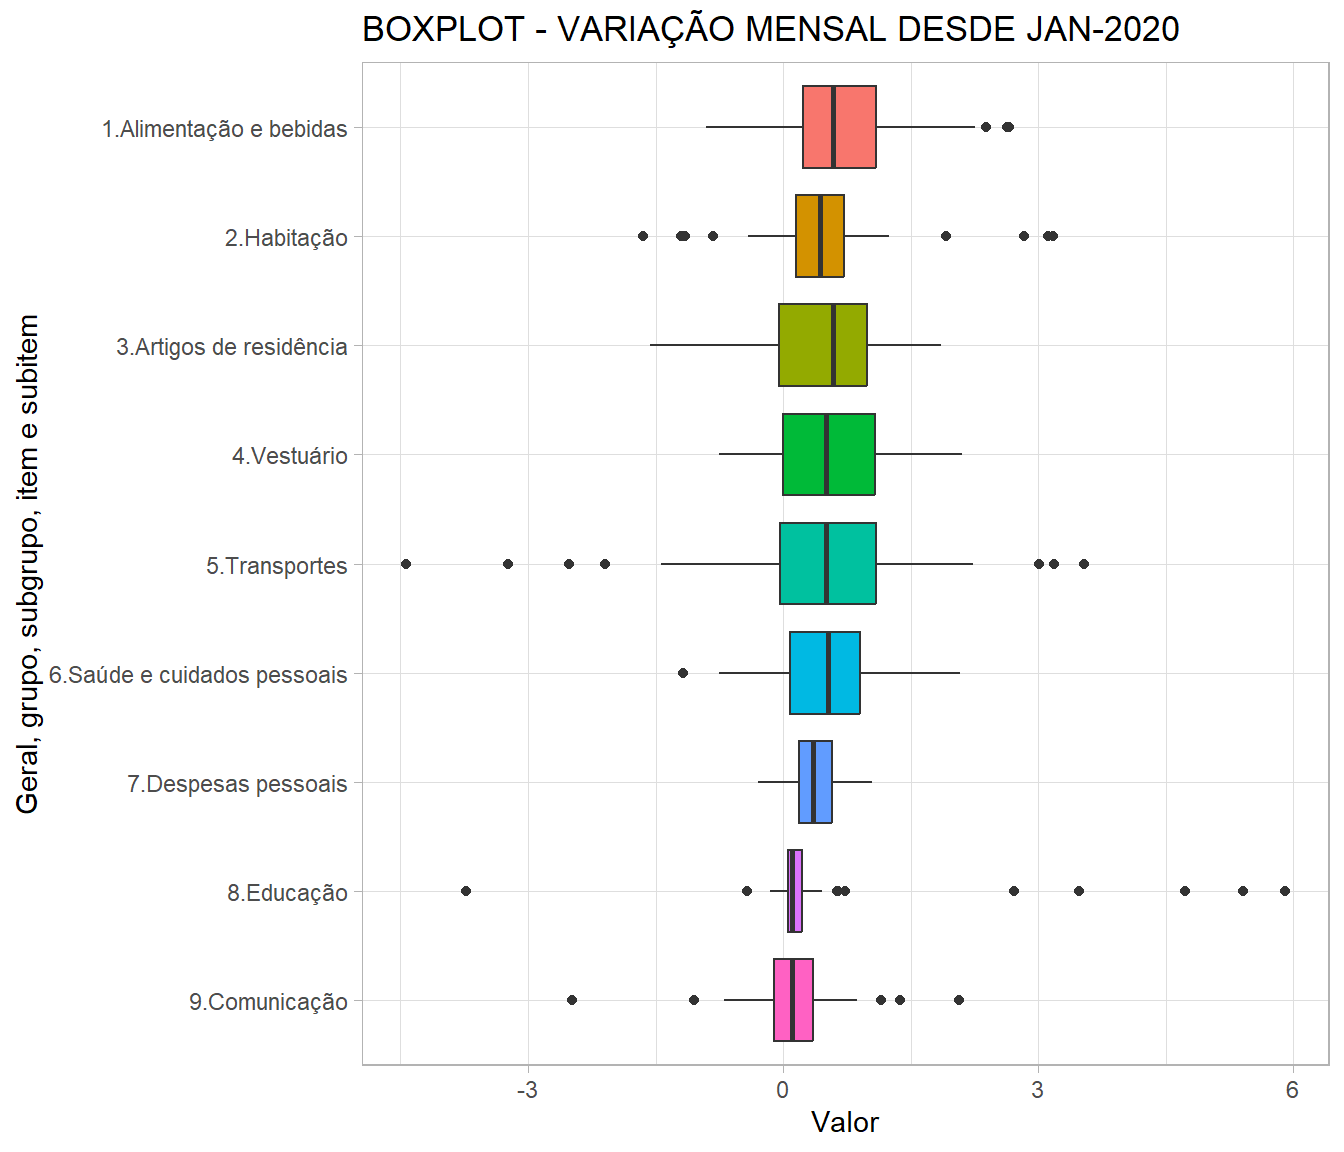 BOXPLOT - VARIAÇÃO MENSAL DESDE JAN-2020
Geral, grupo, subgrupo, item e subitem
1.Alimentação e bebidas
2.Habitação
3.Artigos de residência
4.Vestuário
5.Transportes
6.Saúde e cuidados pessoais
7.Despesas pessoais
8.Educação
9.Comunicação
-3 0 3 6
Valor